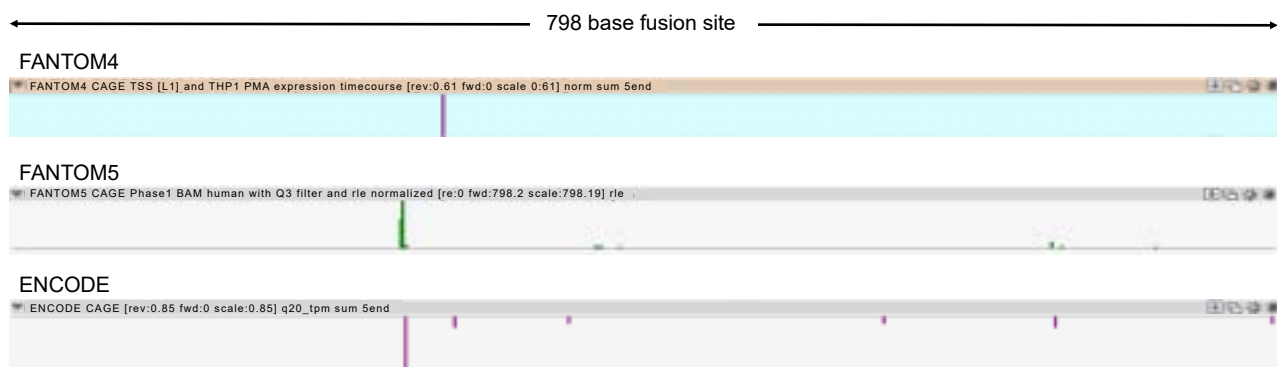 798 base fusion site
FANTOM4
FANTOM4 CAGE TSS [L1] and THP1 PMA expression timecourse [rev:0.61 fwd:0 scale 0:61] norm sum 5end
FANTOM5
FANTOM5 CAGE Phase1 BAM human with Q3 filter and rle normalized [re:0 fwd:798.2 scale:798.19] rle
ENCODE
ENCODE CAGE [rev:0.85 fwd:0 scale:0.85] q20_tpm sum 5end